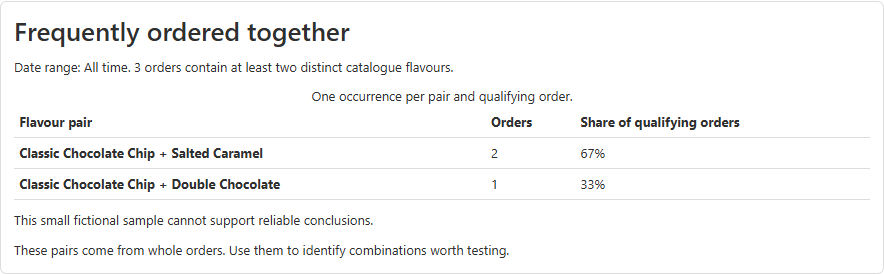 Frequently ordered together
Date range: All time. 3 orders contain at least two distinct catalogue flavours.
One occurrence per pair and qualifying order.
Flavour pair Orders Share of qualifying orders
Classic Chocolate Chip + Salted Caramel 2 67%
Classic Chocolate Chip + Double Chocolate 1 33%
This small fictional sample cannot support reliable conclusions.
These pairs come from whole orders. Use them to identify combinations worth testing.